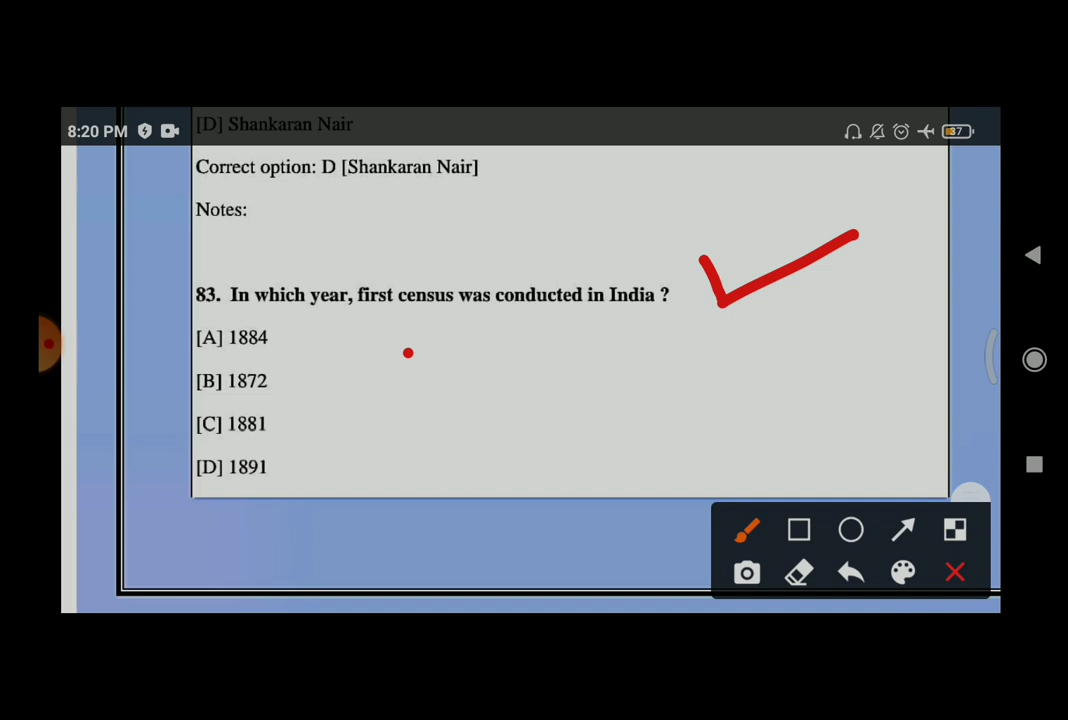 [D] Shankaran Nair
8:20 PM
37
Correct option: D [Shankaran Nair]
Notes:
83. In which year, first census was conducted in India ?
[A] 1884
[B] 1872
[C] 1881
[D] 1891